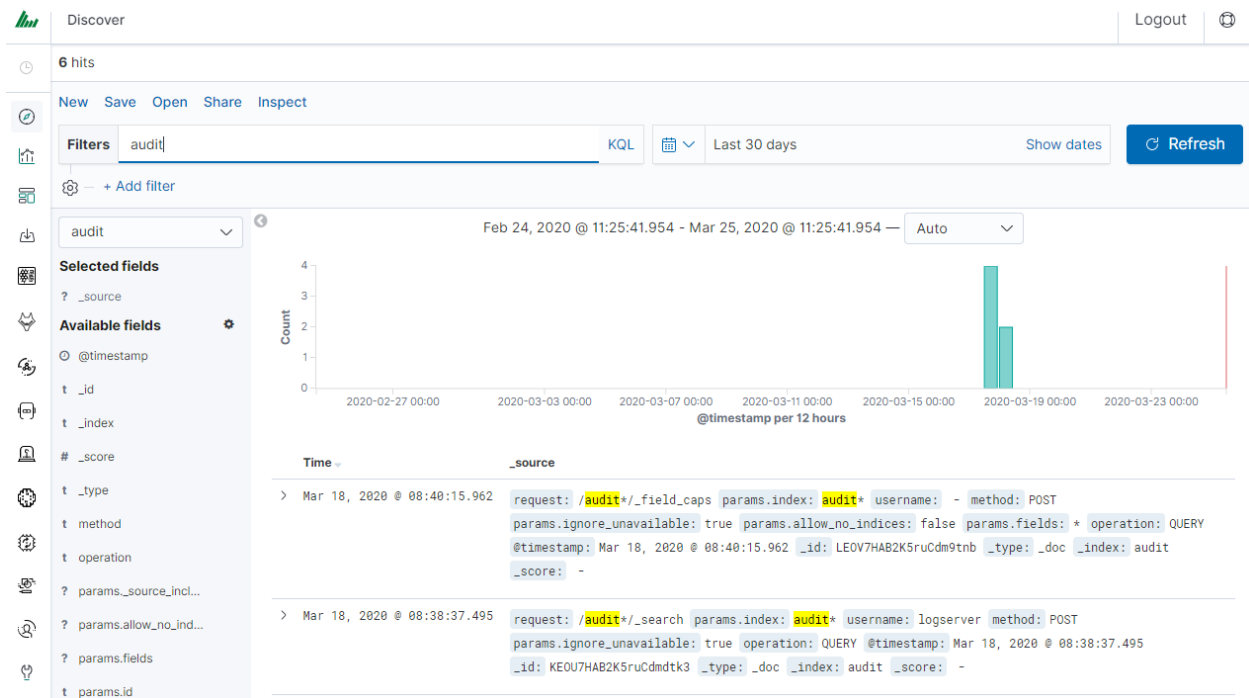 Discover
Logout
6 hits
New Save Open Share Inspect
Filters audit KQL Last 30 days Show dates Refresh
+ Add filter
audit
Selected fields
? _source
Available fields
@timestamp
t _id
t _index
# _score
t _type
t method
t operation
? params._source_incl...
? params.allow_no_ind...
? params.fields
t params.id
Feb 24, 2020 @ 11:25:41.954 - Mar 25, 2020 @ 11:25:41.954 — Auto
4
3
2
1
0
Count
2020-02-27 00:00 2020-03-03 00:00 2020-03-07 00:00 2020-03-11 00:00 2020-03-15 00:00 2020-03-19 00:00 2020-03-23 00:00
@timestamp per 12 hours
Time _source
Mar 18, 2020 @ 08:40:15.962 request: /audit*/_field_caps params.index: audit* username: - method: POST
params.ignore_unavailable: true params.allow_no_indices: false params.fields: * operation: QUERY
@timestamp: Mar 18, 2020 @ 08:40:15.962 _id: LEOV7HAB2K5ruCdm9tnb _type: _doc _index: audit
_score: -
Mar 18, 2020 @ 08:38:37.495 request: /audit*/_search params.index: audit* username: logserver method: POST
params.ignore_unavailable: true operation: QUERY @timestamp: Mar 18, 2020 @ 08:38:37.495
_id: KEOU7HAB2K5ruCdmdtk3 _type: _doc _index: audit _score: -